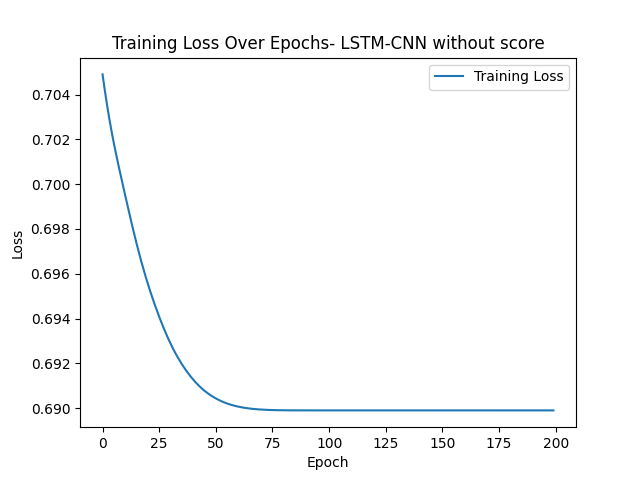 Training Loss Over Epochs- LSTM-CNN without score
Training Loss
0.704
0.702
0.700
0.698
0.696
0.694
0.692
0.690
Loss
0 25 50 75 100 125 150 175 200
Epoch